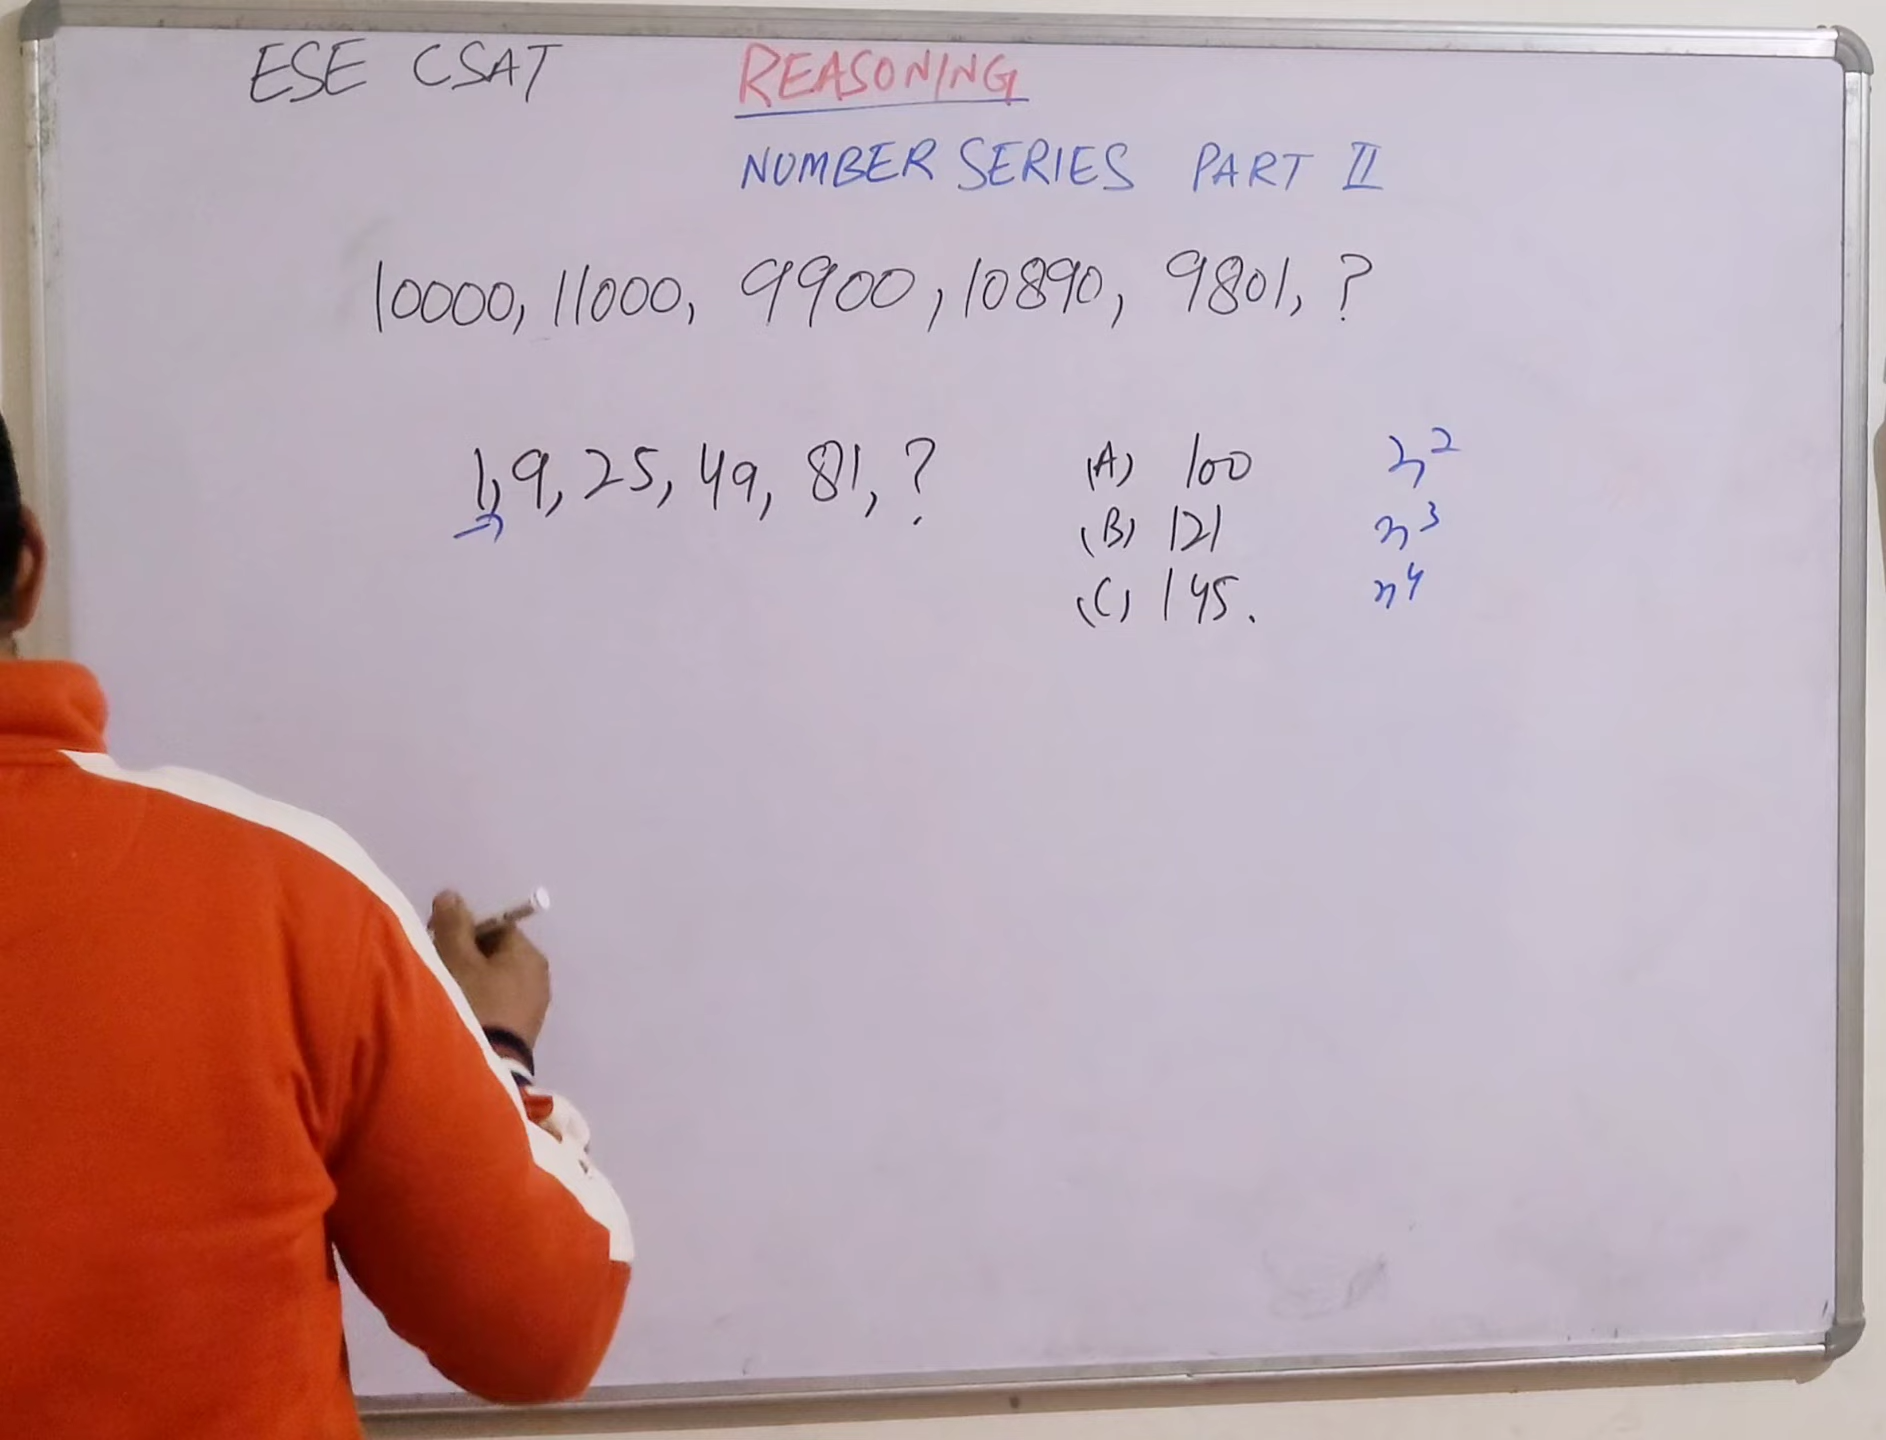 ESE CSAT REASONING
NUMBER SERIES PART II
10000, 11000, 9900, 10890, 9801, ?
1, 9, 25, 49, 81, ? (A) 100 n²
(B) 121 n³
(C) 145. n⁴